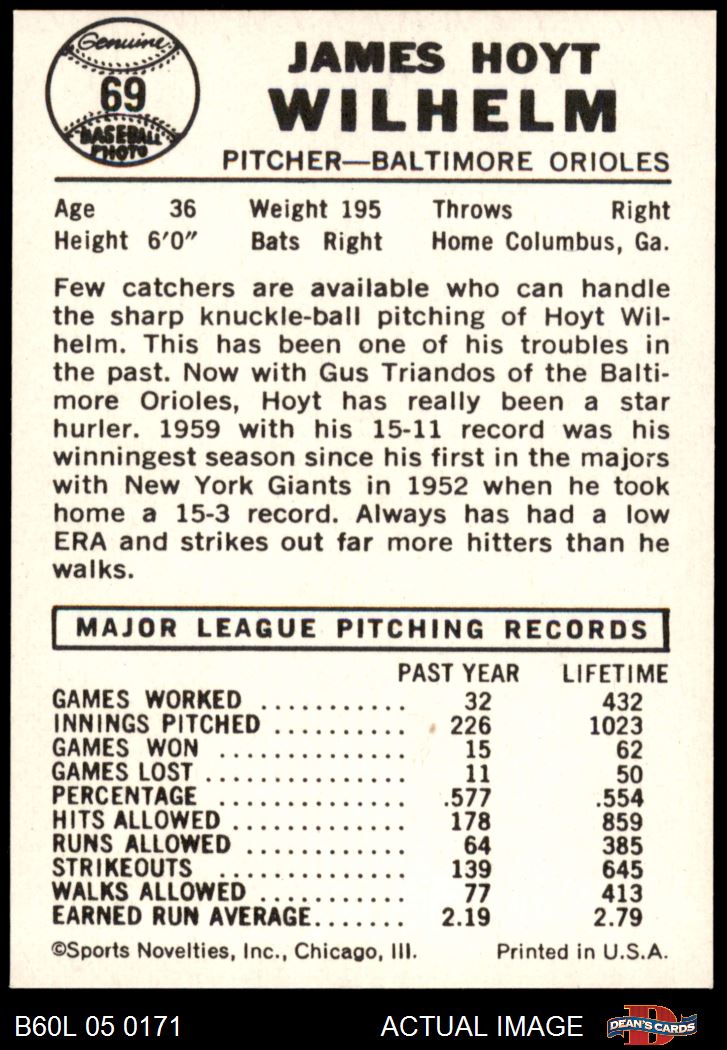 Genuine
69
BASEBALL
PHOTO
JAMES HOYT
WILHELM
PITCHER—BALTIMORE ORIOLES
Age 36 Weight 195 Throws Right
Height 6'0" Bats Right Home Columbus, Ga.
Few catchers are available who can handle
the sharp knuckle-ball pitching of Hoyt Wil-
helm. This has been one of his troubles in
the past. Now with Gus Triandos of the Balti-
more Orioles, Hoyt has really been a star
hurler. 1959 with his 15-11 record was his
winningest season since his first in the majors
with New York Giants in 1952 when he took
home a 15-3 record. Always has had a low
ERA and strikes out far more hitters than he
walks.
MAJOR LEAGUE PITCHING RECORDS
PAST YEAR LIFETIME
GAMES WORKED ........... 32 432
INNINGS PITCHED .......... 226 1023
GAMES WON .............. 15 62
GAMES LOST ............... 11 50
PERCENTAGE .............. .577 .554
HITS ALLOWED ............. 178 859
RUNS ALLOWED ............ 64 385
STRIKEOUTS .............. 139 645
WALKS ALLOWED ........... 77 413
EARNED RUN AVERAGE....... 2.19 2.79
©Sports Novelties, Inc., Chicago, Ill. Printed in U.S.A.
B60L 05 0171 ACTUAL IMAGE DEAN'S CARDS